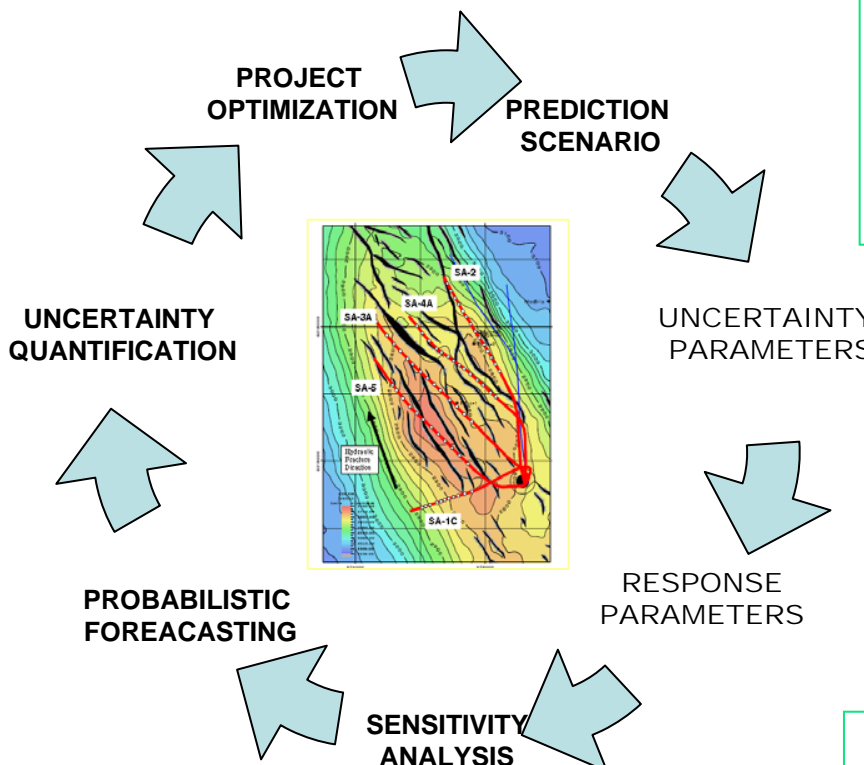 PROJECT
OPTIMIZATION
PREDICTION
SCENARIO
UNCERTAINTY
PARAMETERS
RESPONSE
PARAMETERS
SENSITIVITY
ANALYSIS
PROBABILISTIC
FOREACASTING
UNCERTAINTY
QUANTIFICATION
SA-2
SA-4A
SA-3A
SA-5
Hydraulic
Fracture
Direction
SA-1C